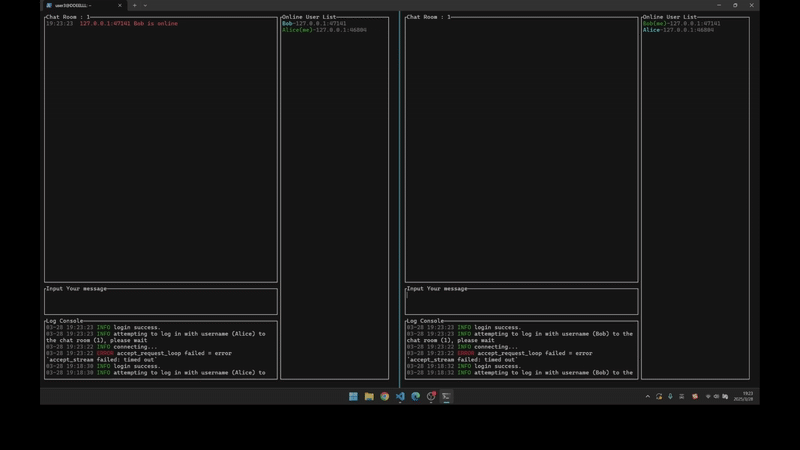 Chat Room : 1
19:23:23 127.0.0.1:47141 Bob is online
Online User List
Bob-127.0.0.1:47141
Alice(me)-127.0.0.1:46804
Input Your message
Log Console
03-28 19:23:23 INFO login success.
03-28 19:23:23 INFO attempting to log in with username (Alice) to
the chat room (1), please wait
03-28 19:23:22 INFO connecting...
03-28 19:23:22 ERROR accept_request_loop failed = error
`accept_stream failed: timed out`
03-28 19:18:30 INFO login success.
03-28 19:18:30 INFO attempting to log in with username (Alice) to
Chat Room : 1
Online User List
Bob(me)-127.0.0.1:47141
Alice-127.0.0.1:46804
Input Your message
Log Console
03-28 19:23:23 INFO login success.
03-28 19:23:23 INFO attempting to log in with username (Bob) to the
chat room (1), please wait
03-28 19:23:22 INFO connecting...
03-28 19:23:22 ERROR accept_request_loop failed = error
`accept_stream failed: timed out`
03-28 19:18:32 INFO login success.
03-28 19:18:32 INFO attempting to log in with username (Bob) to the
19:23
2025/3/28